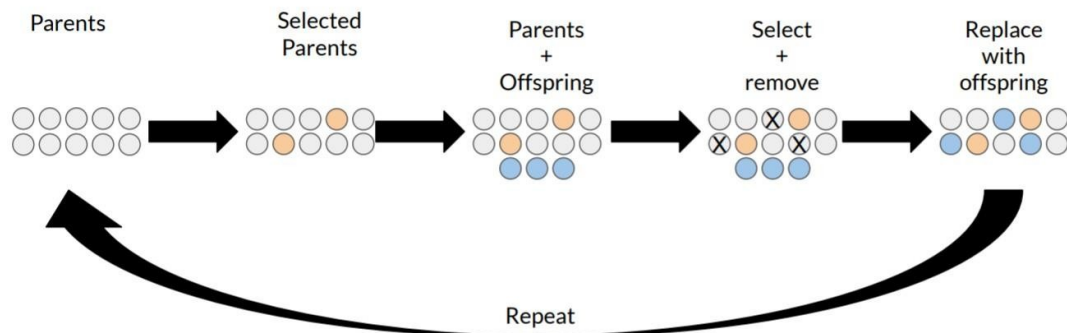 Parents
Selected
Parents
Parents
+
Offspring
Select
+
remove
Replace
with
offspring
X
X
X
Repeat